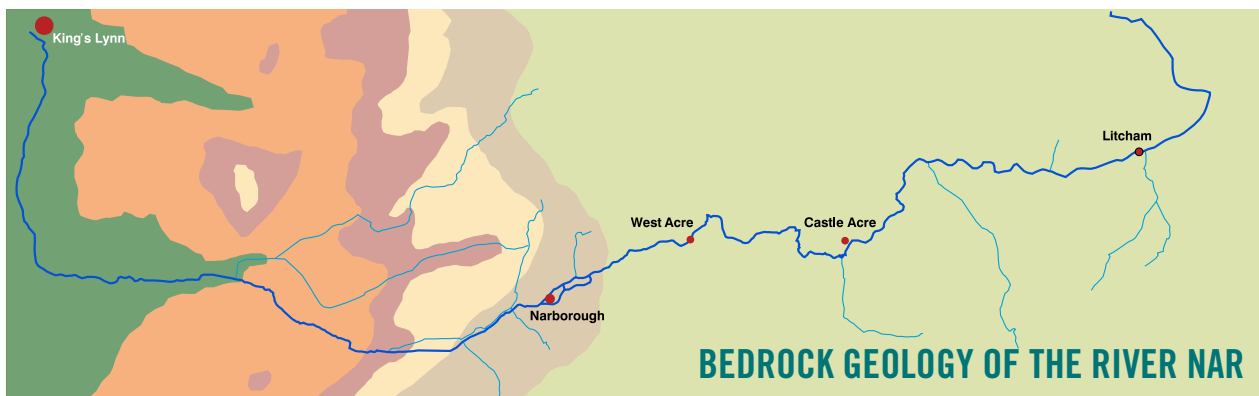 King's Lynn
Litcham
West Acre
Castle Acre
Narborough
BEDROCK GEOLOGY OF THE RIVER NAR